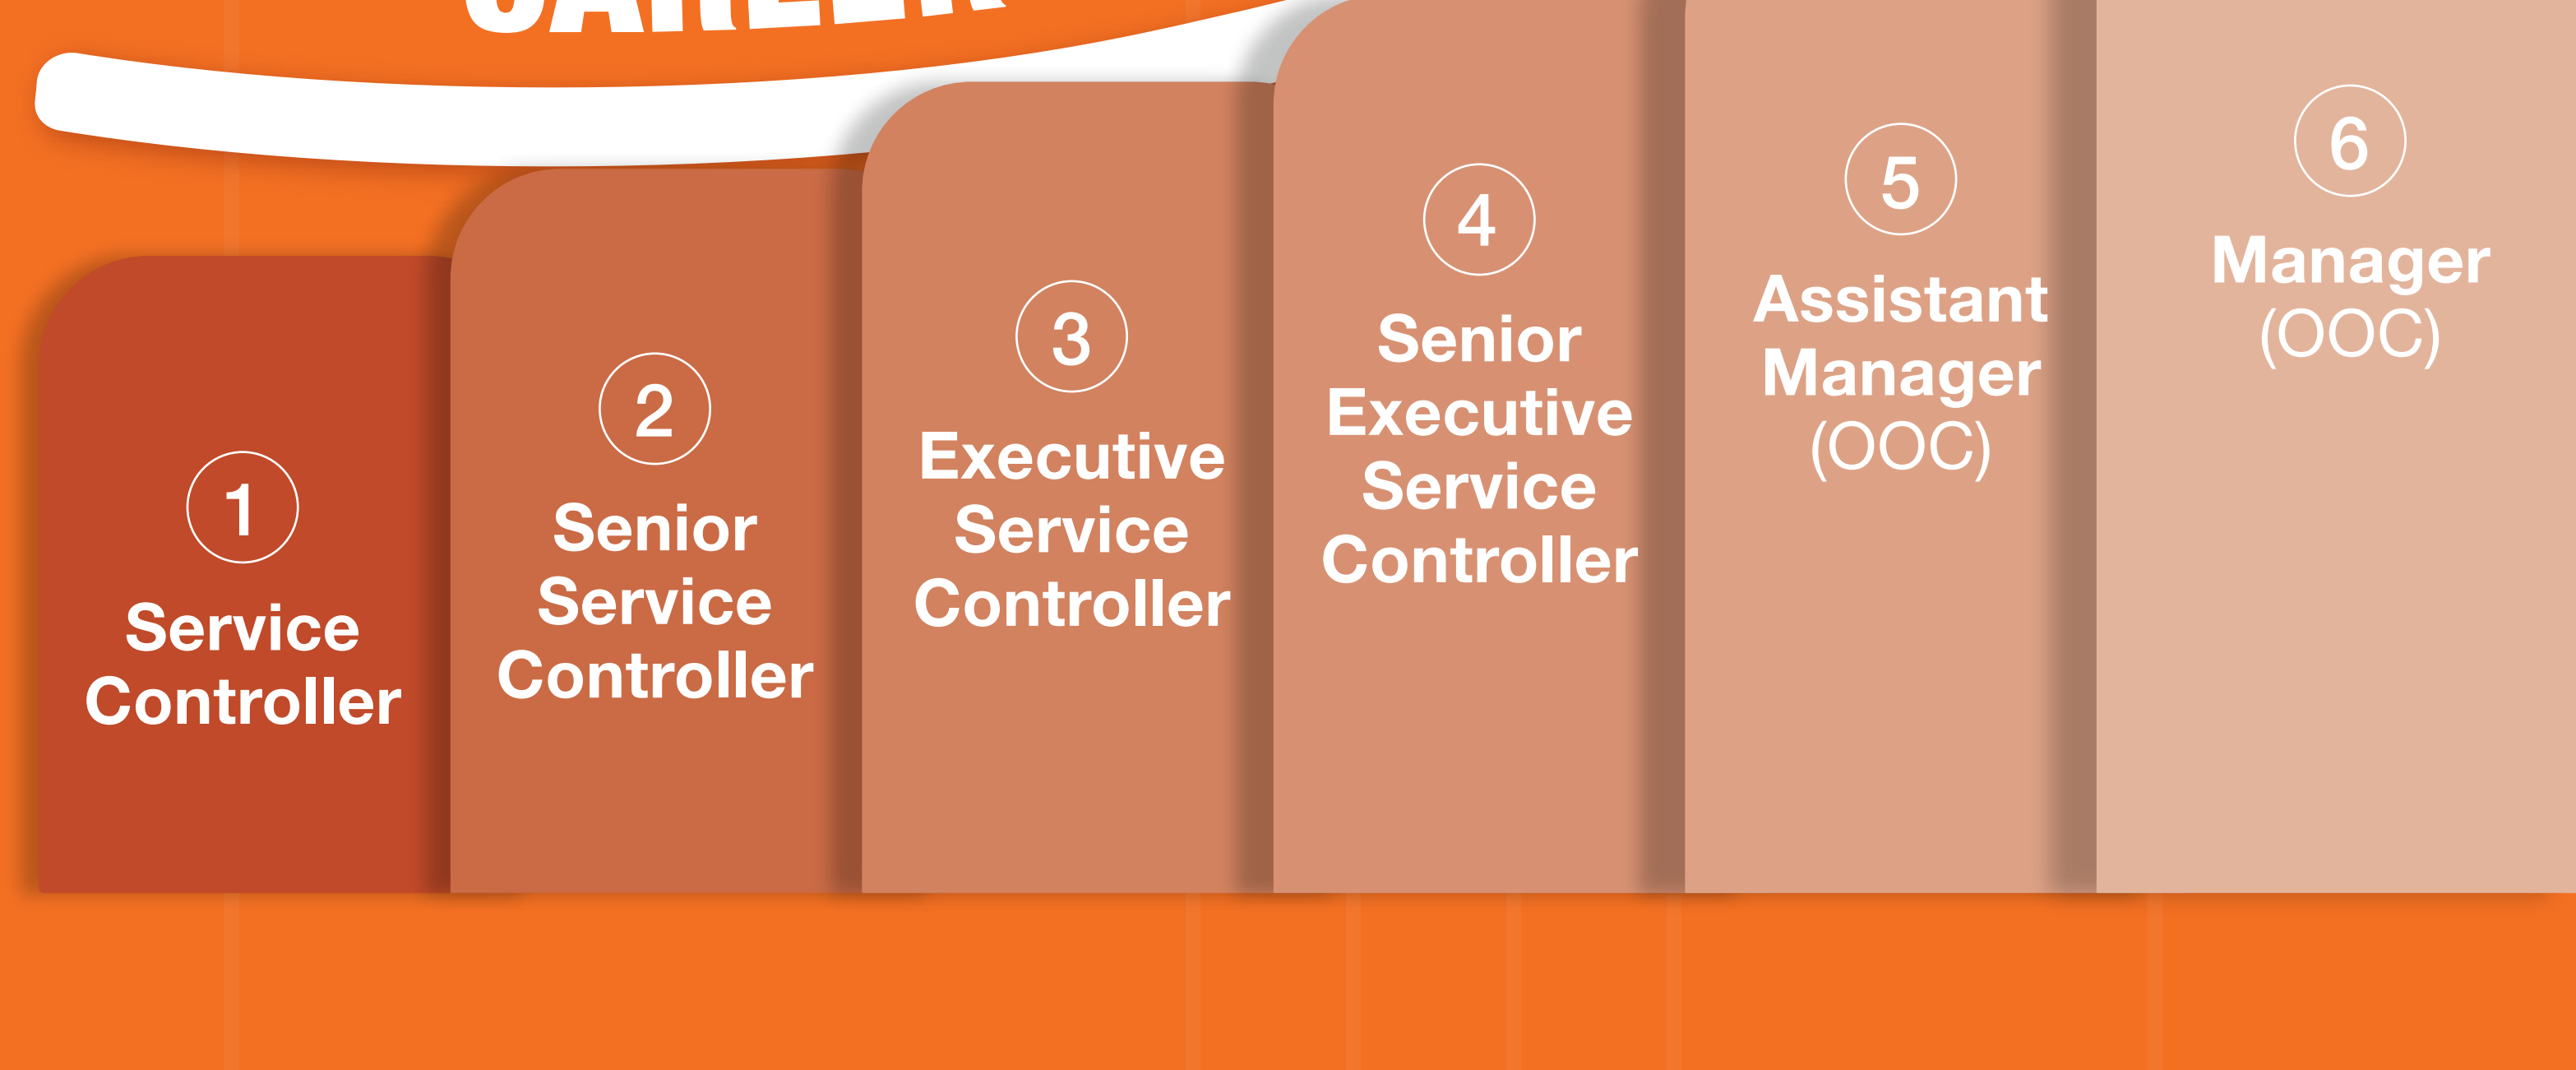 CAREER
1
Service
Controller
2
Senior
Service
Controller
3
Executive
Service
Controller
4
Senior
Executive
Service
Controller
5
Assistant
Manager
(OOC)
6
Manager
(OOC)